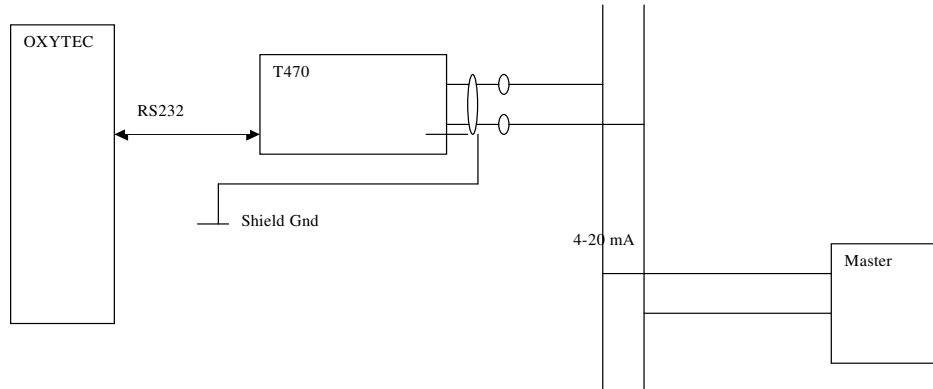 OXYTEC
T470
RS232
Shield Gnd
4-20 mA
Master